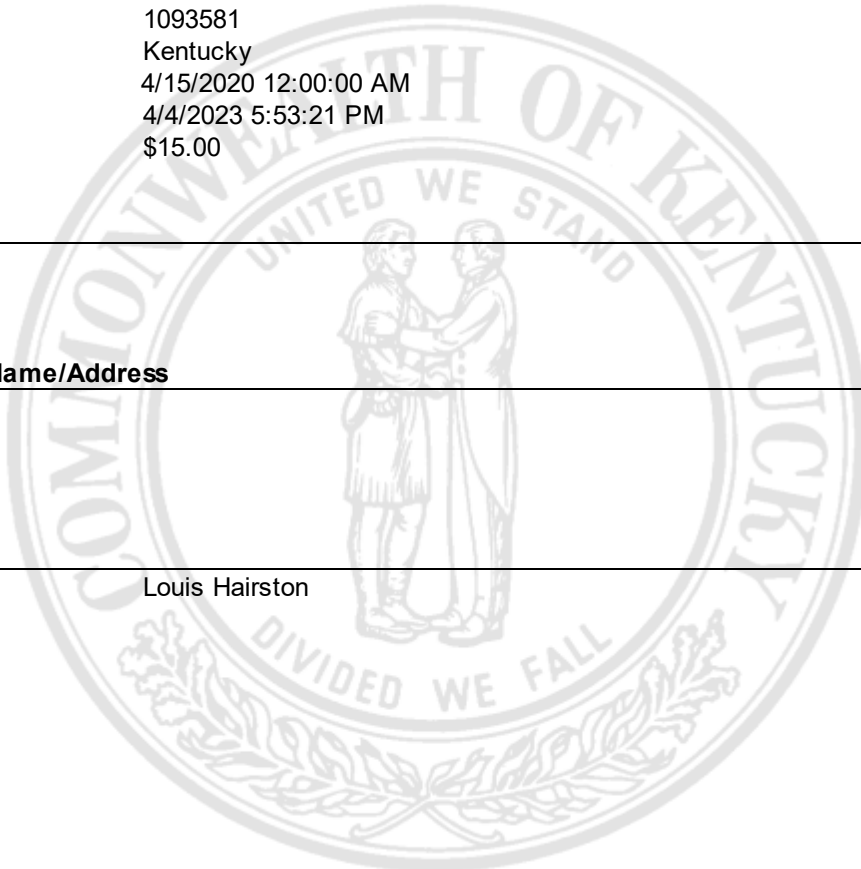 1093581
Kentucky
4/15/2020 12:00:00 AM
4/4/2023 5:53:21 PM
$15.00
COMMONWEALTH OF KENTUCKY
UNITED WE STAND
ame/Address
Louis Hairston
DIVIDED WE FALL